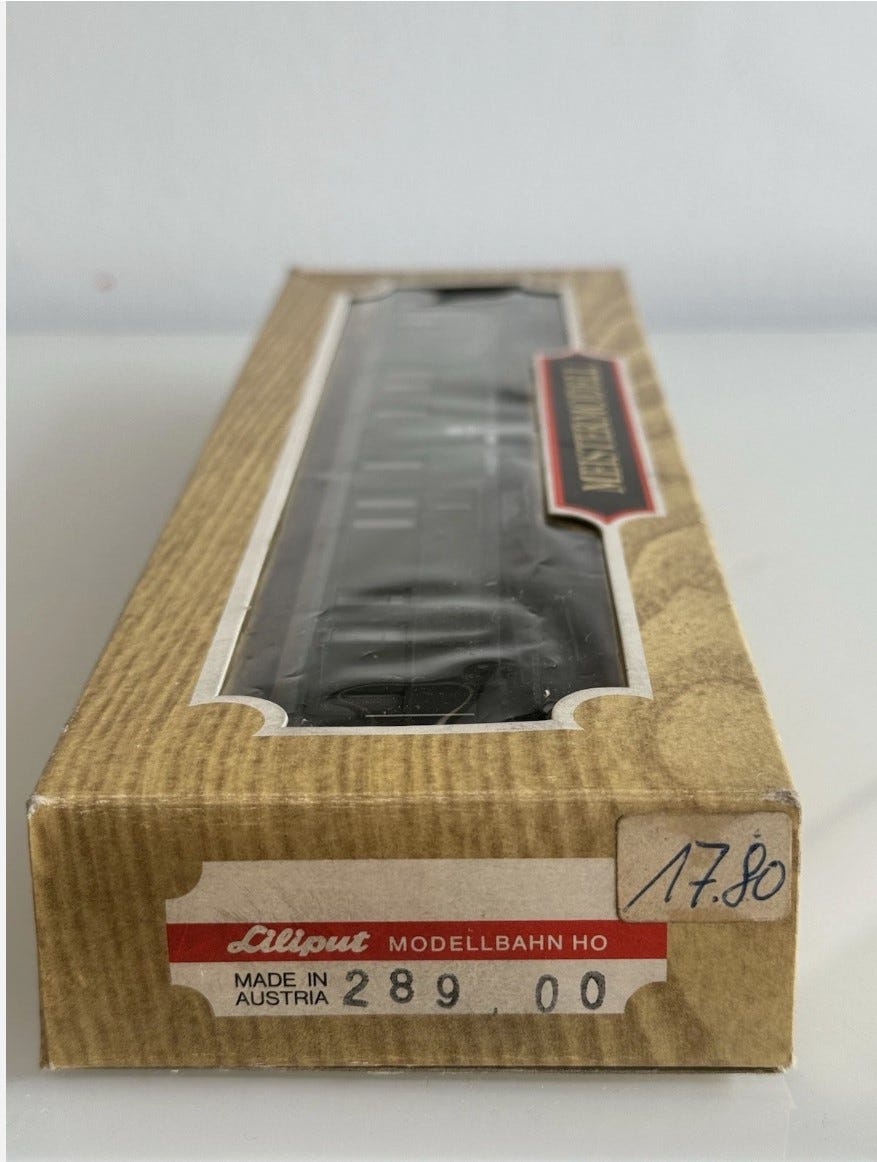 MEISTERMODELL
17.80
Liliput MODELLBAHN HO
MADE IN 289.00
AUSTRIA